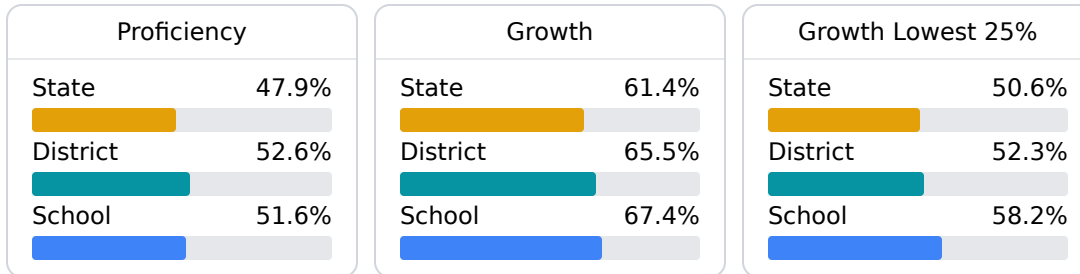 Proficiency
State 47.9%
District 52.6%
School 51.6%
Growth
State 61.4%
District 65.5%
School 67.4%
Growth Lowest 25%
State 50.6%
District 52.3%
School 58.2%